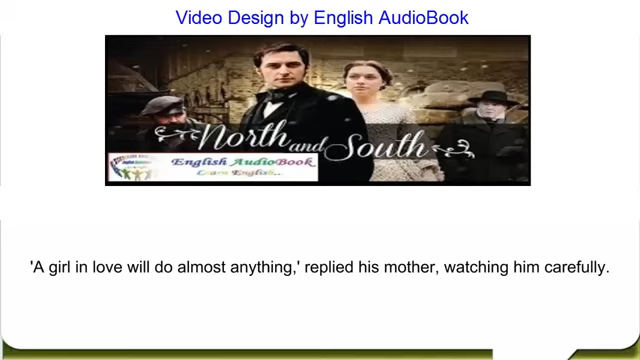 Video Design by English AudioBook
North and South
English AudioBook
Learn English...
'A girl in love will do almost anything,' replied his mother, watching him carefully.